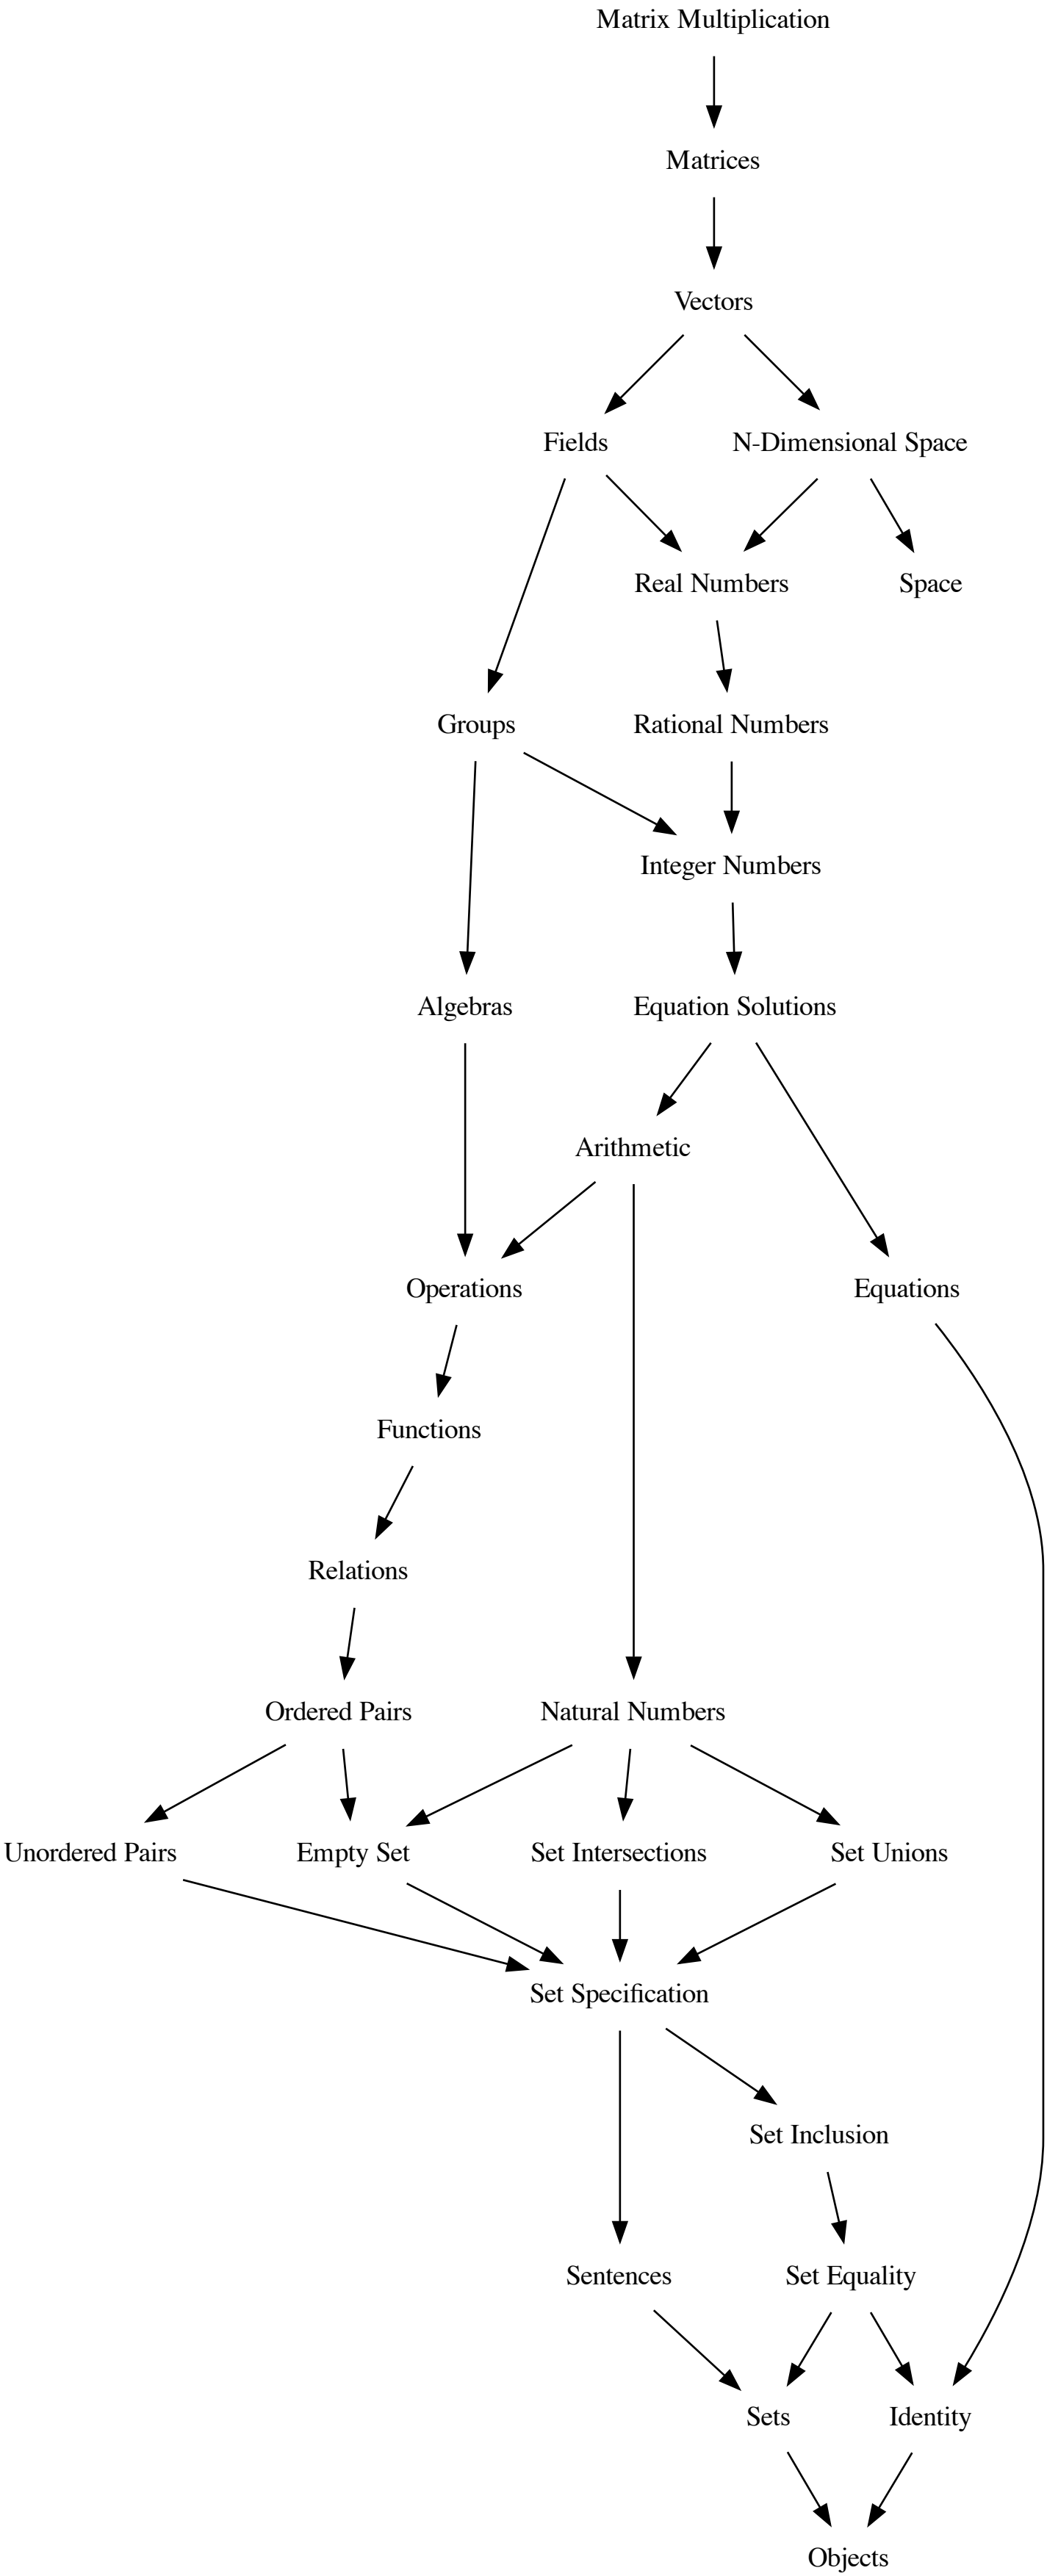 Matrix Multiplication
Matrices
Vectors
Fields
N-Dimensional Space
Real Numbers
Space
Groups
Rational Numbers
Integer Numbers
Algebras
Equation Solutions
Arithmetic
Operations
Equations
Functions
Relations
Ordered Pairs
Natural Numbers
Unordered Pairs
Empty Set
Set Intersections
Set Unions
Set Specification
Set Inclusion
Sentences
Set Equality
Sets
Identity
Objects